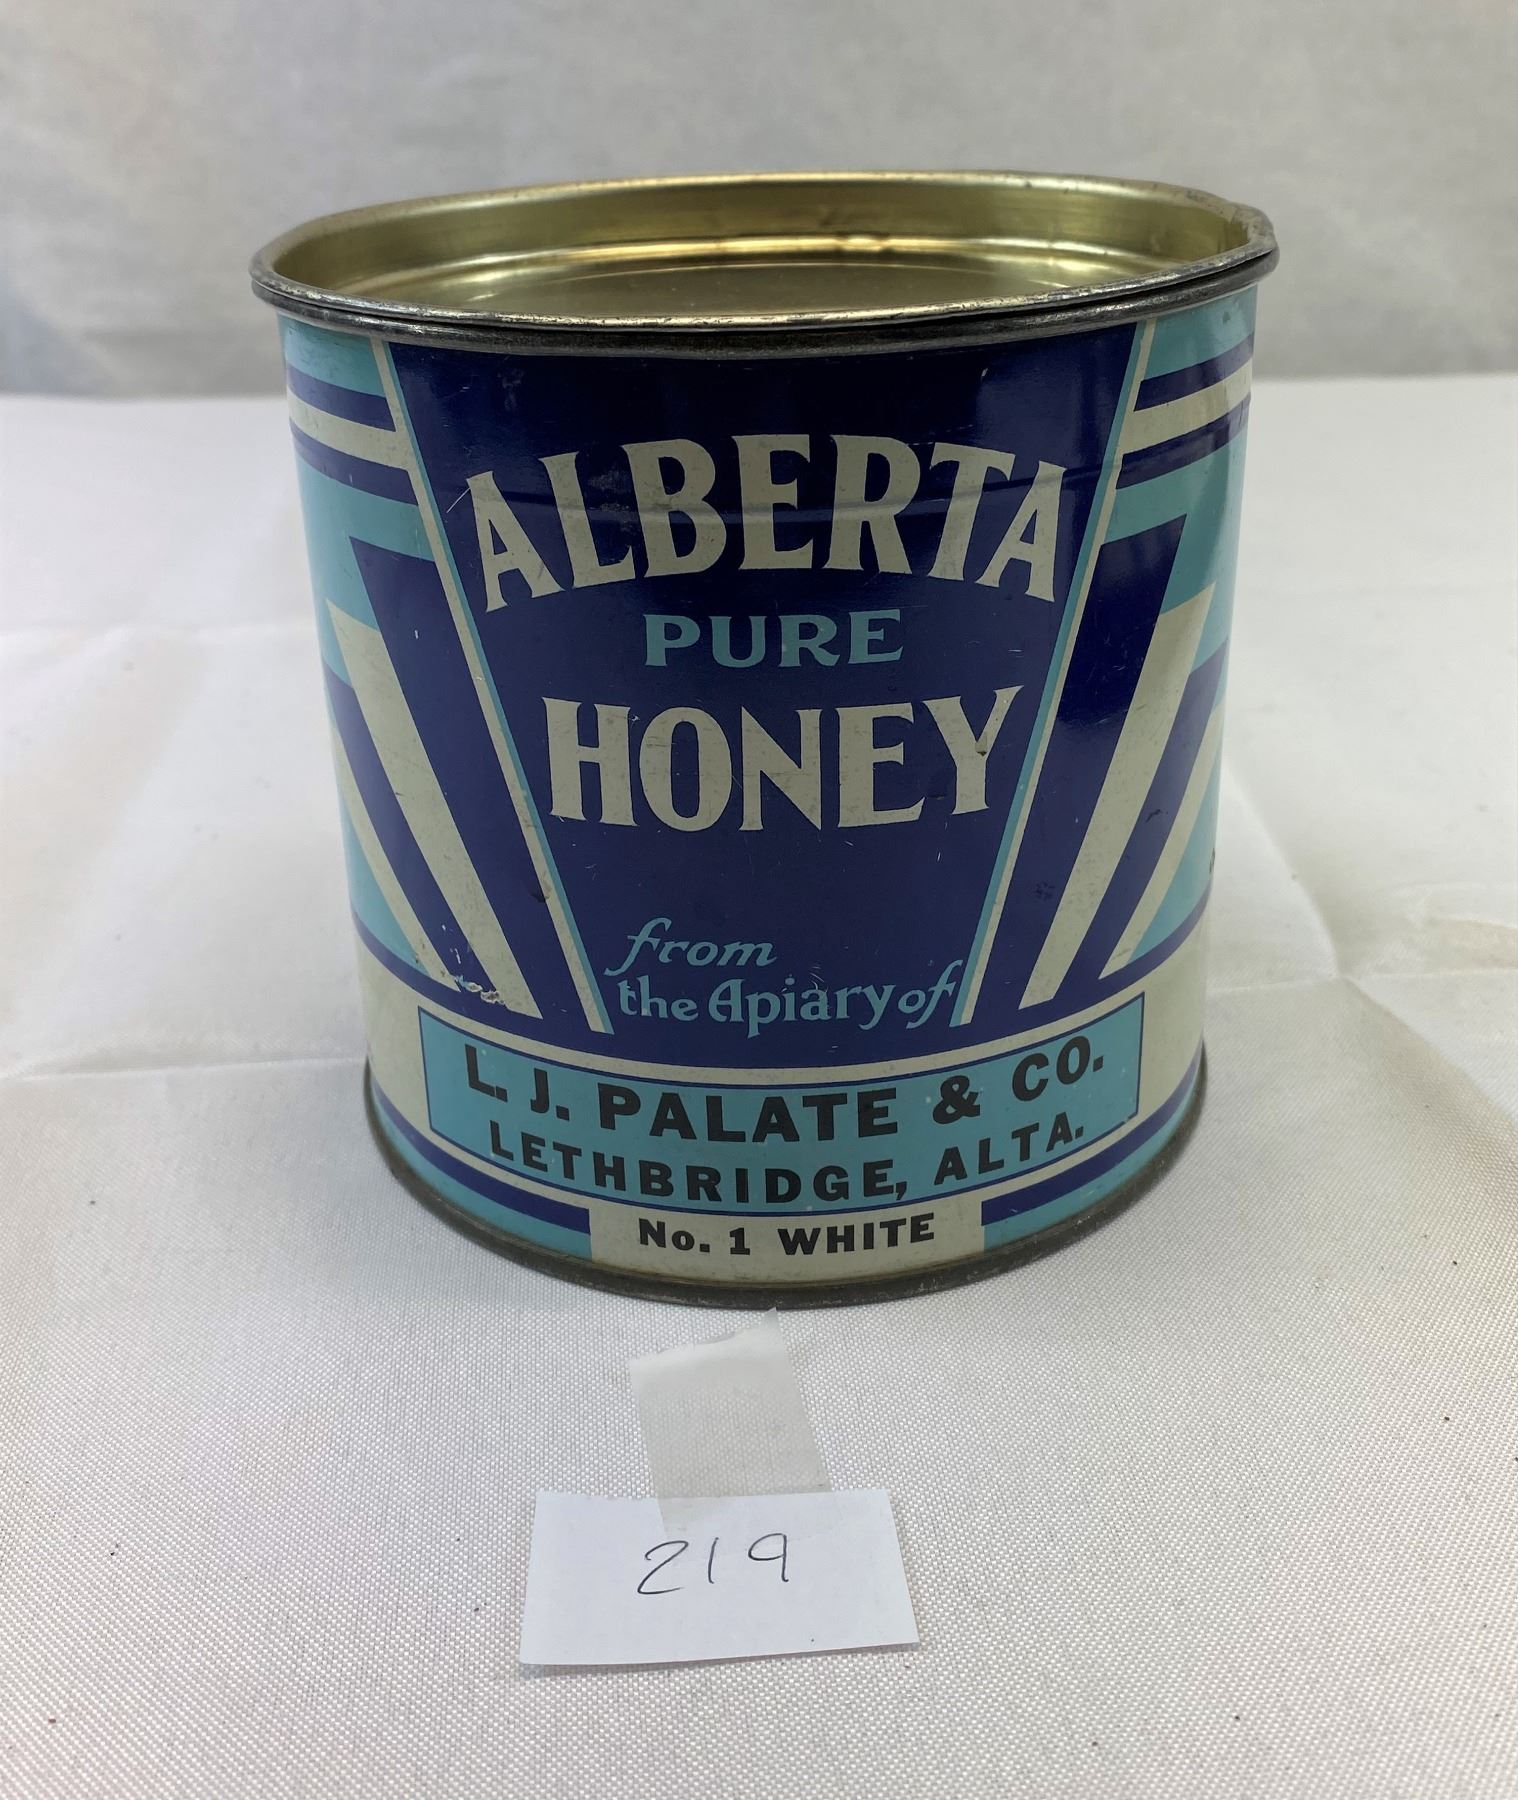 ALBERTA
PURE
HONEY
from
the Apiary of
L. J. PALATE & CO.
LETHBRIDGE, ALTA.
No. 1 WHITE
219